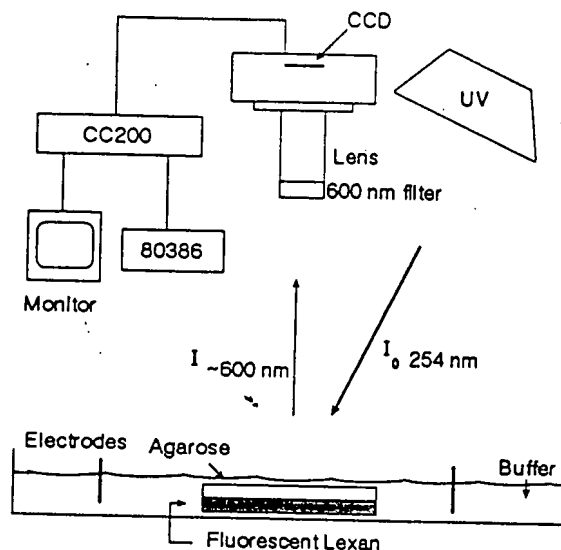 CCD
UV
CC200
Lens
600 nm filter
80386
Monitor
I ~600 nm
I₀ 254 nm
Electrodes
Agarose
Buffer
Fluorescent Lexan